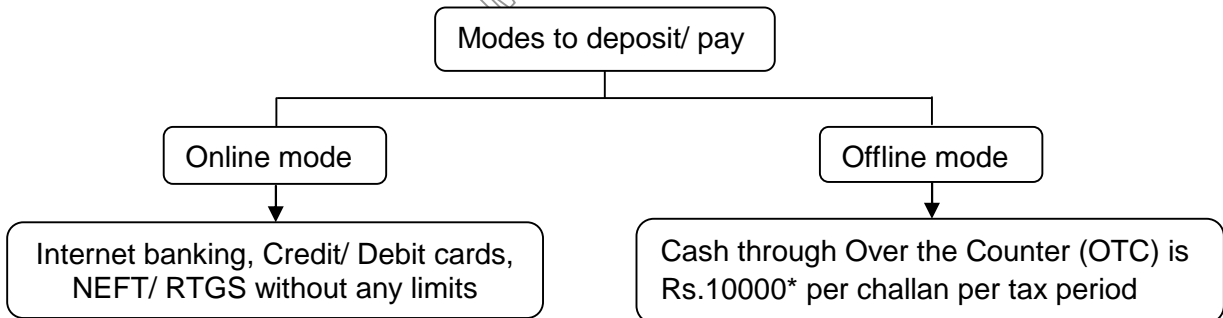 Modes to deposit/ pay
Online mode
Offline mode
Internet banking, Credit/ Debit cards,
NEFT/ RTGS without any limits
Cash through Over the Counter (OTC) is
Rs.10000* per challan per tax period